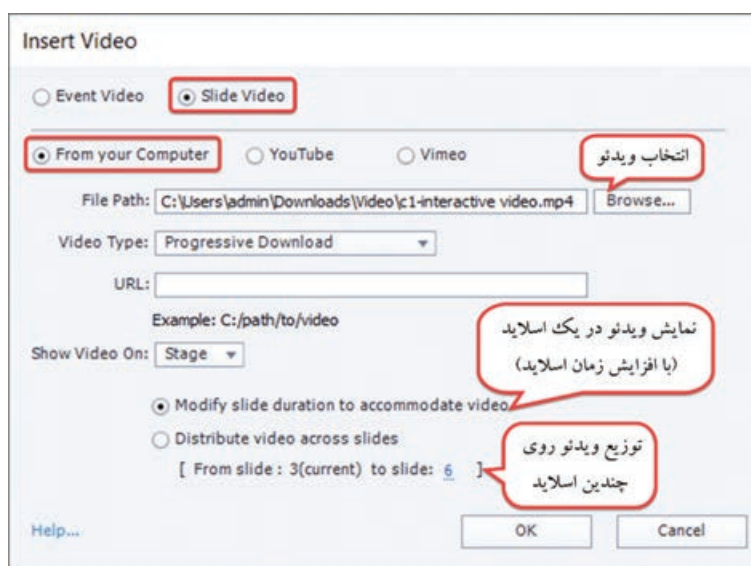 Insert Video
Event Video Slide Video
From your Computer YouTube Vimeo
انتخاب ویدئو
File Path: C:\Users\admin\Downloads\Video\c1-interactive video.mp4 Browse...
Video Type: Progressive Download
URL:
Example: C:/path/to/video
نمایش ویدئو در یک اسلاید
(با افزایش زمان اسلاید)
Show Video On: Stage
Modify slide duration to accommodate video
Distribute video across slides
[ From slide : 3(current) to slide: 6 ]
توزیع ویدئو روی
چندین اسلاید
Help... OK Cancel